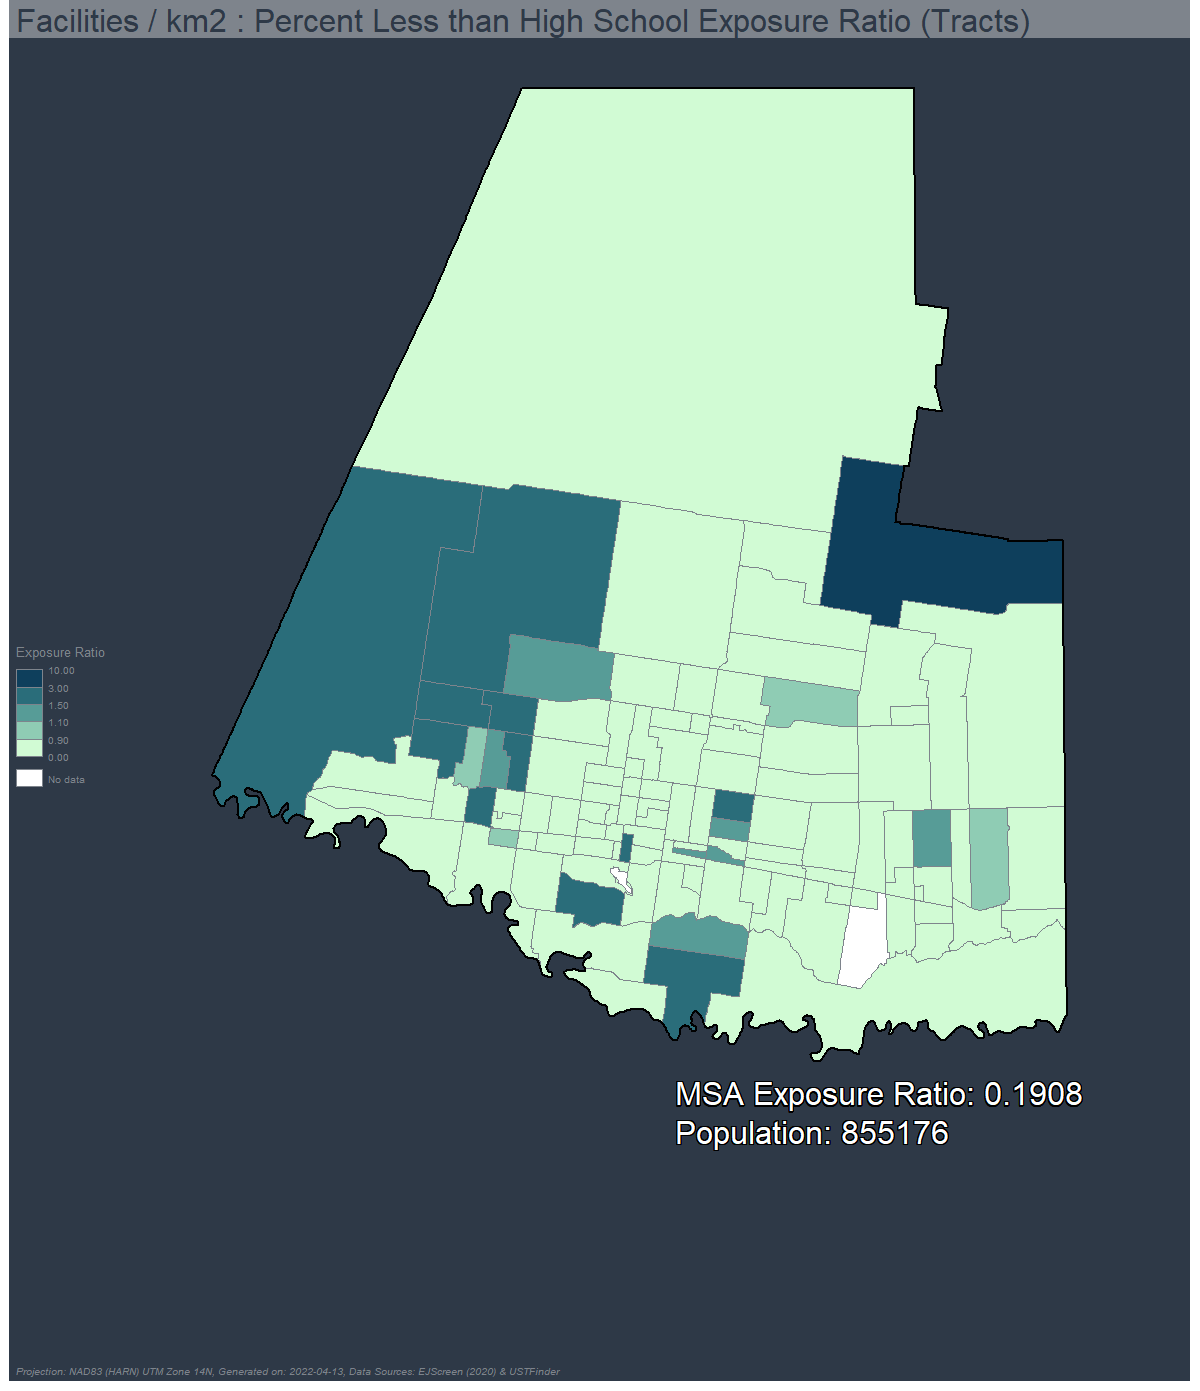 Facilities / km2 : Percent Less than High School Exposure Ratio (Tracts)
Exposure Ratio
10.00
3.00
1.50
1.10
0.90
0.00
No data
MSA Exposure Ratio: 0.1908
Population: 855176
Projection: NAD83 (HARN) UTM Zone 14N, Generated on: 2022-04-13, Data Sources: EJScreen (2020) & USTFinder